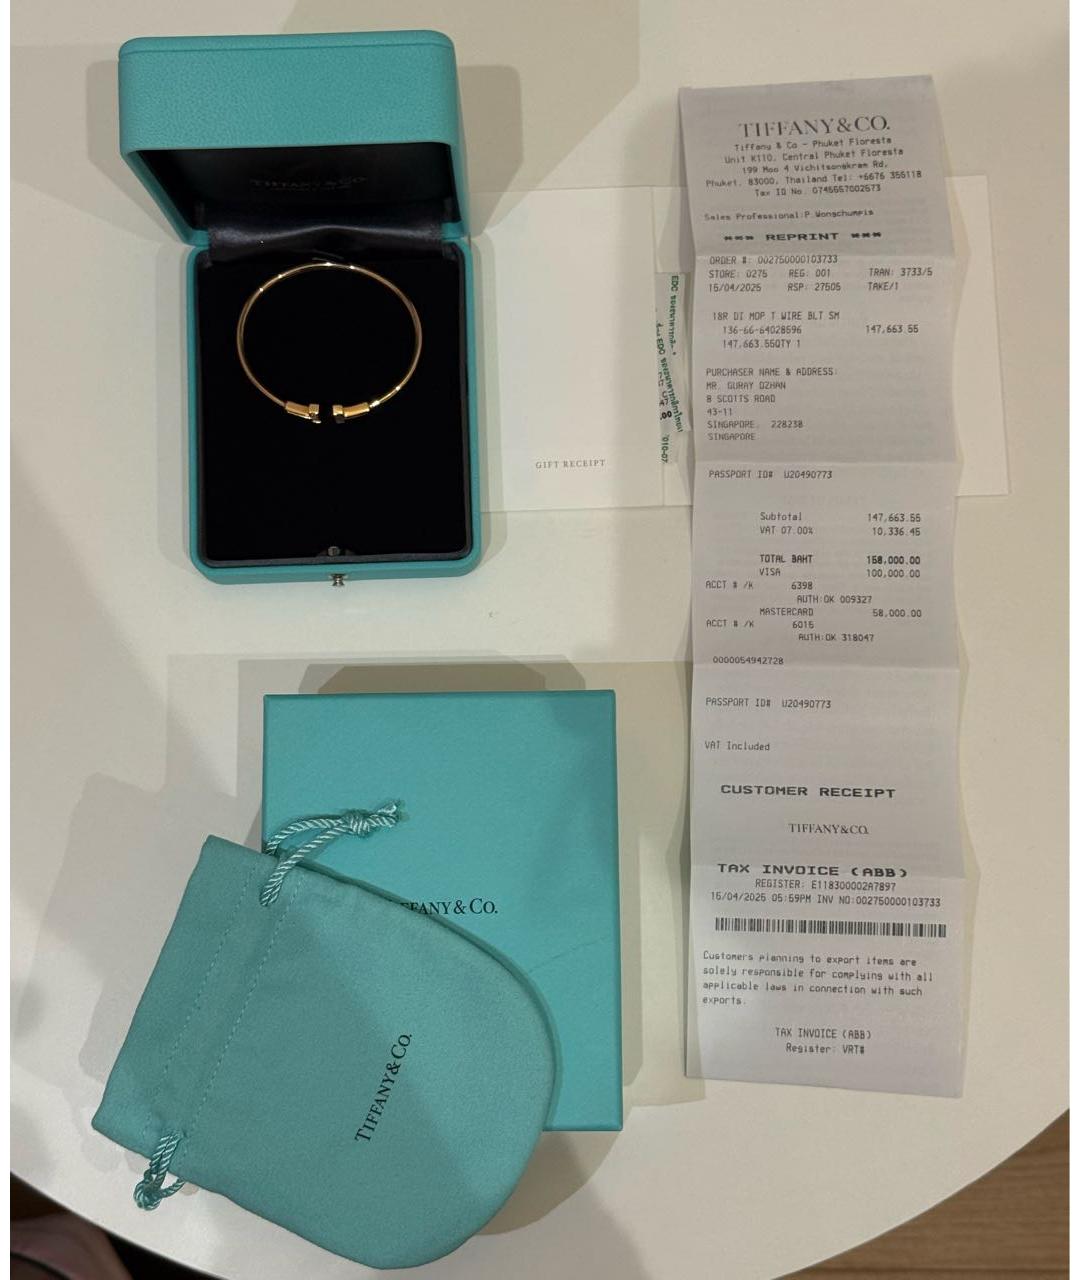 TIFFANY&CO.
GIFT RECEIPT
TIFFANY&CO.
Tiffany & Co - Phuket Floresta
Unit K110, Central Phuket Floresta
199 Moo 4 Vichitsongkram Rd,
Phuket, 83000, Thailand Tel: +6676 355118
Tax ID No. 0745557002573
Sales Professional:P.Wongchumpis
*** REPRINT ***
ORDER #: 002750000103733
STORE: 0275 REG: 001 TRAN: 3733/5
15/04/2025 RSP: 27505 TAKE/1
18R DI MOP T WIRE BLT SM
136-66-64028596 147,663.55
147,663.55QTY 1
PURCHASER NAME & ADDRESS:
MR. GURAY OZHAN
8 SCOTTS ROAD
43-11
SINGAPORE, 228238
SINGAPORE
PASSPORT ID# U20490773
Subtotal 147,663.55
VAT 07.00% 10,336.45
TOTAL BAHT 158,000.00
VISA 100,000.00
ACCT # /K 6398
AUTH:OK 009327
MASTERCARD 58,000.00
ACCT # /K 6015
AUTH:OK 318047
0000054942728
PASSPORT ID# U20490773
VAT Included
CUSTOMER RECEIPT
TIFFANY&CO.
TAX INVOICE (ABB)
REGISTER: E11830002A7897
15/04/2025 05:59PM INV NO:002750000103733
Customers planning to export items are
solely responsible for complying with all
applicable laws in connection with such
exports.
TAX INVOICE (ABB)
Register: VRT#
TIFFANY & CO.
TIFFANY & CO.